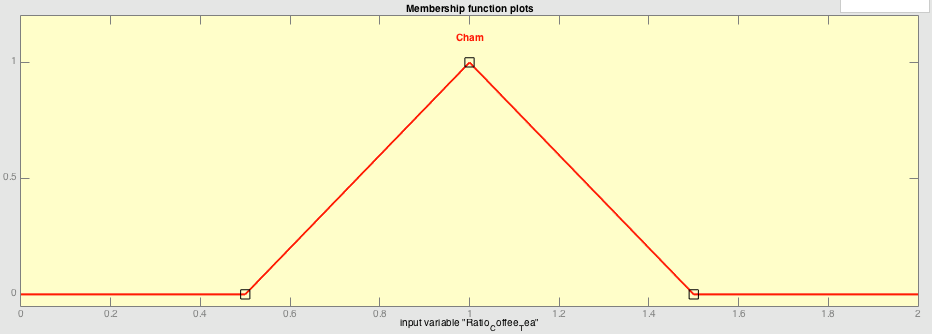 Membership function plots
Cham
1
0.5
0
0 0.2 0.4 0.6 0.8 1 1.2 1.4 1.6 1.8 2
input variable "Ratio_Coffee_Tea"